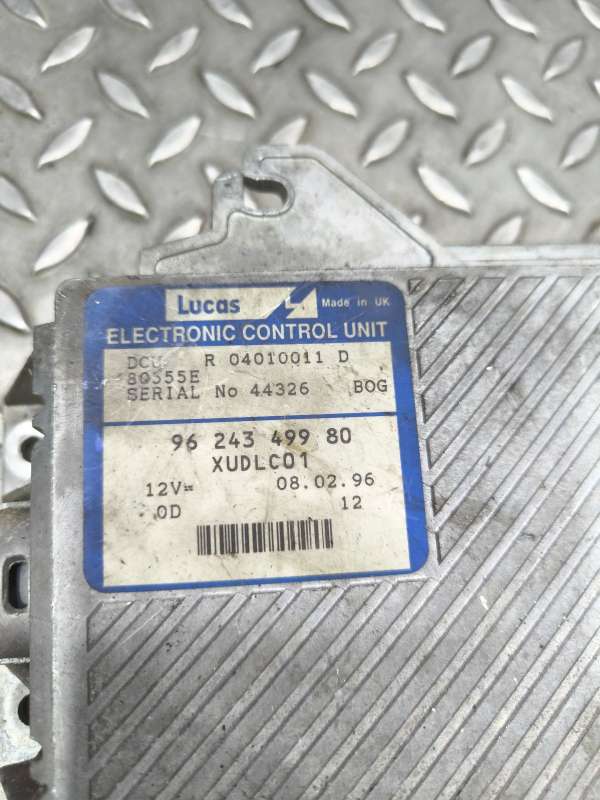 Lucas Made in UK
ELECTRONIC CONTROL UNIT
DCU R 04010011 D
80555E
SERIAL No 44326 BOG
96 243 499 80
XUDLC01
12V= 08.02.96
0D 12